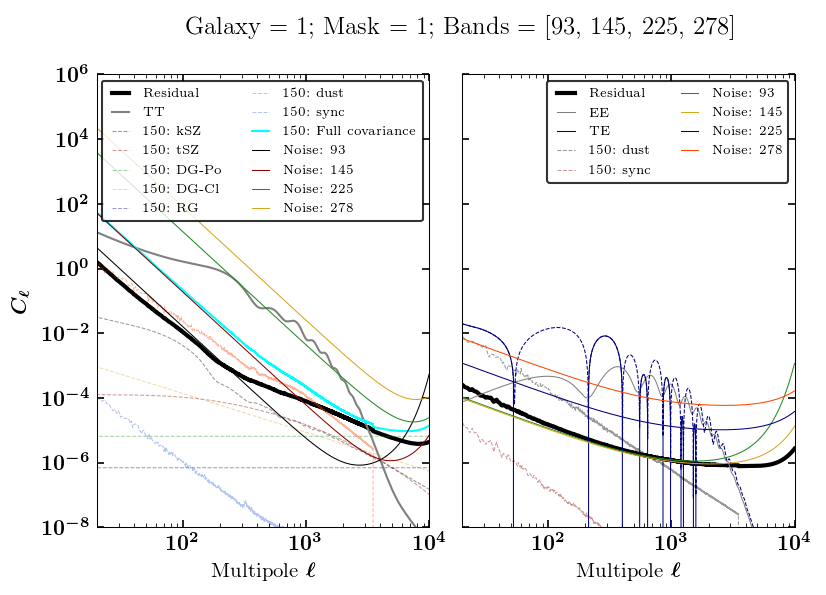 Galaxy = 1; Mask = 1; Bands = [93, 145, 225, 278]
10^6
10^4
10^2
10^0
10^−2
10^−4
10^−6
10^−8
C_ℓ
Residual
TT
150: kSZ
150: tSZ
150: DG-Po
150: DG-Cl
150: RG
150: dust
150: sync
150: Full covariance
Noise: 93
Noise: 145
Noise: 225
Noise: 278
10^2
10^3
10^4
Multipole ℓ
Residual
EE
TE
150: dust
150: sync
Noise: 93
Noise: 145
Noise: 225
Noise: 278
10^2
10^3
10^4
Multipole ℓ